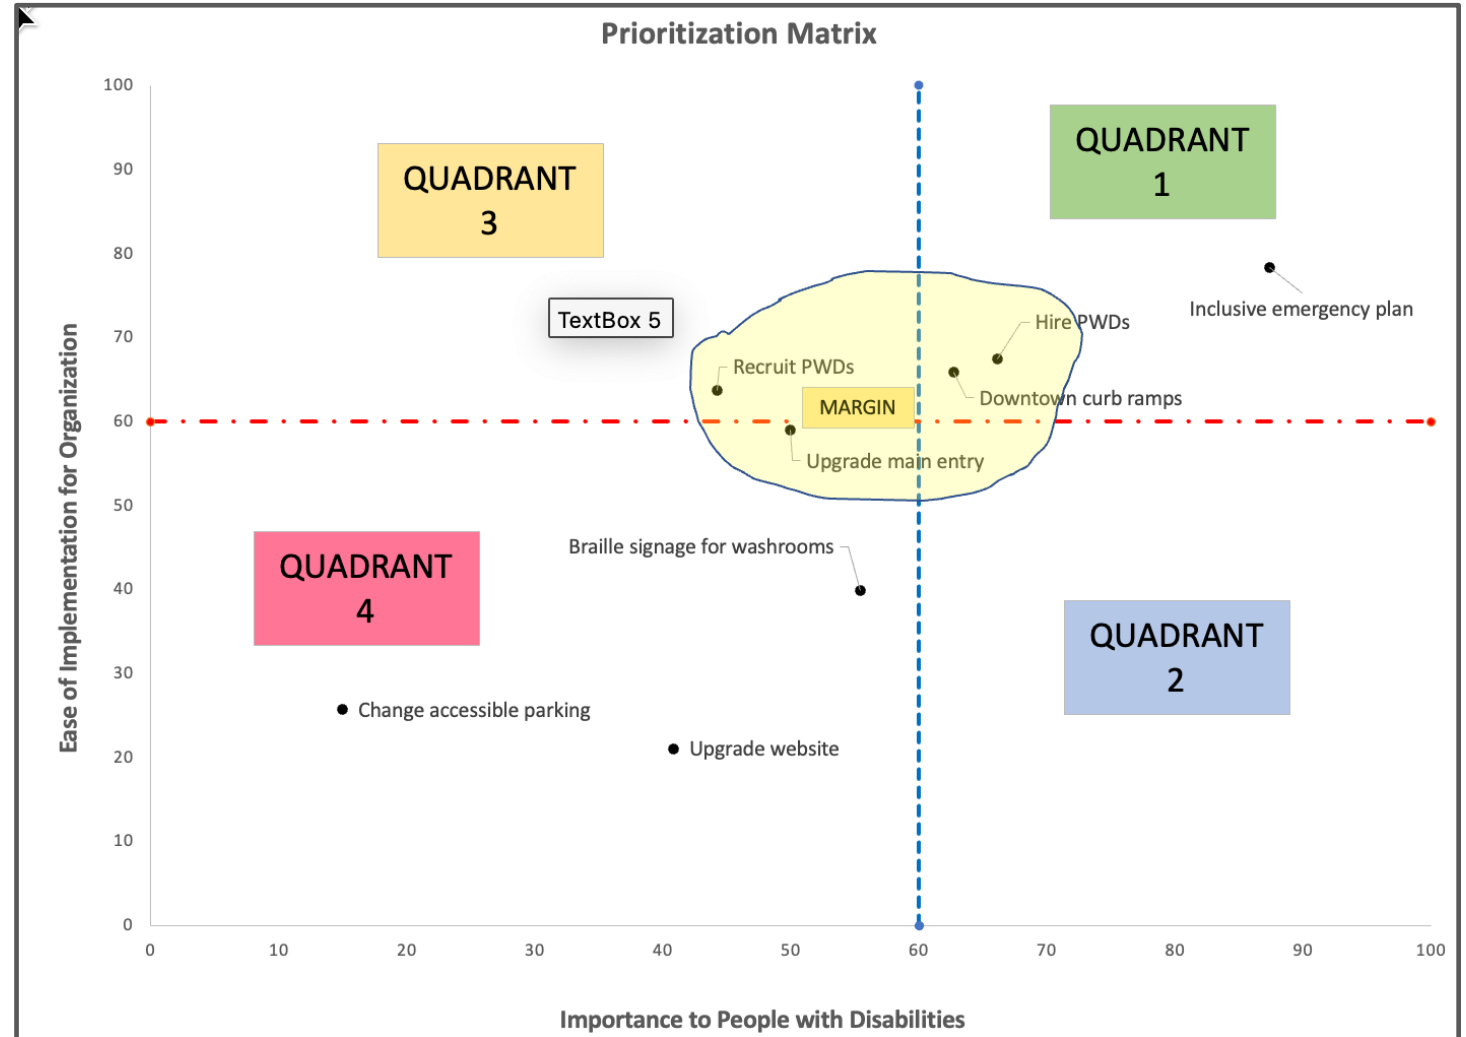 Prioritization Matrix
100
90
80
70
60
50
40
30
20
10
0
QUADRANT
3
QUADRANT
1
Inclusive emergency plan
TextBox 5
Hire PWDs
Recruit PWDs
Downtown curb ramps
MARGIN
Upgrade main entry
Braille signage for washrooms
QUADRANT
4
QUADRANT
2
Change accessible parking
Upgrade website
Ease of Implementation for Organization
0 10 20 30 40 50 60 70 80 90 100
Importance to People with Disabilities